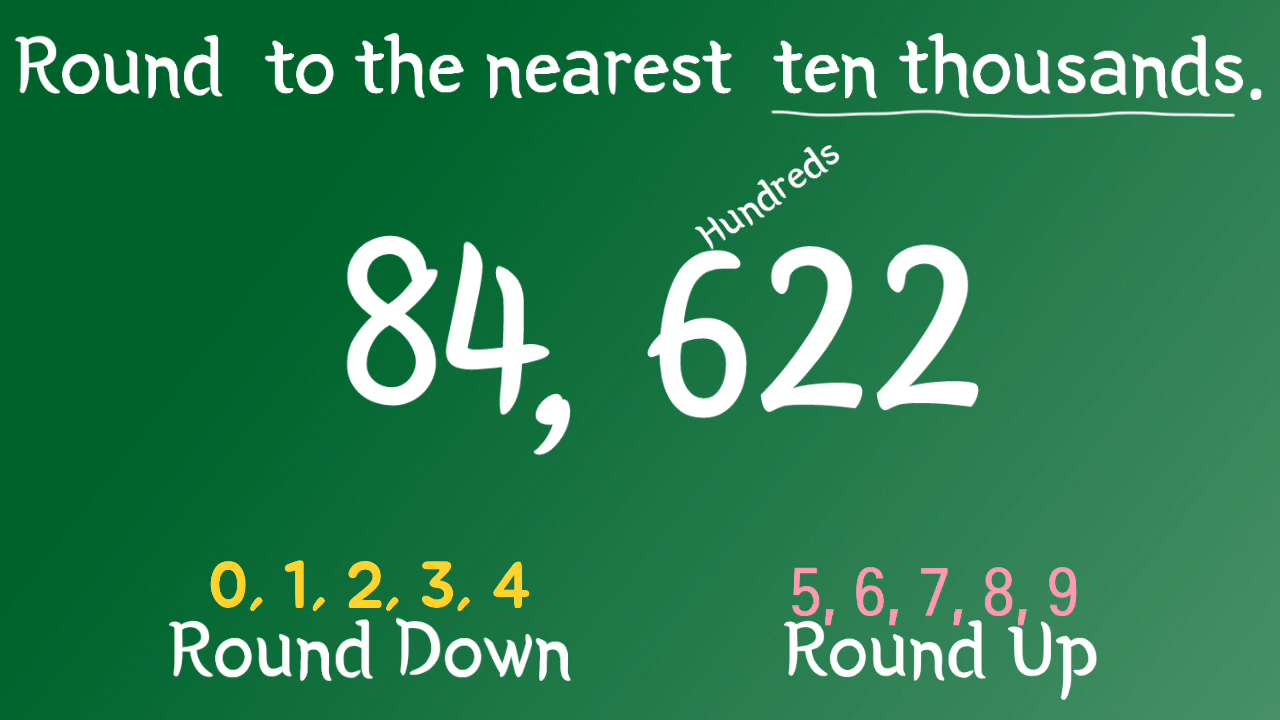 Round to the nearest ten thousands.
Hundreds
84, 622
0, 1, 2, 3, 4
Round Down
5, 6, 7, 8, 9
Round Up